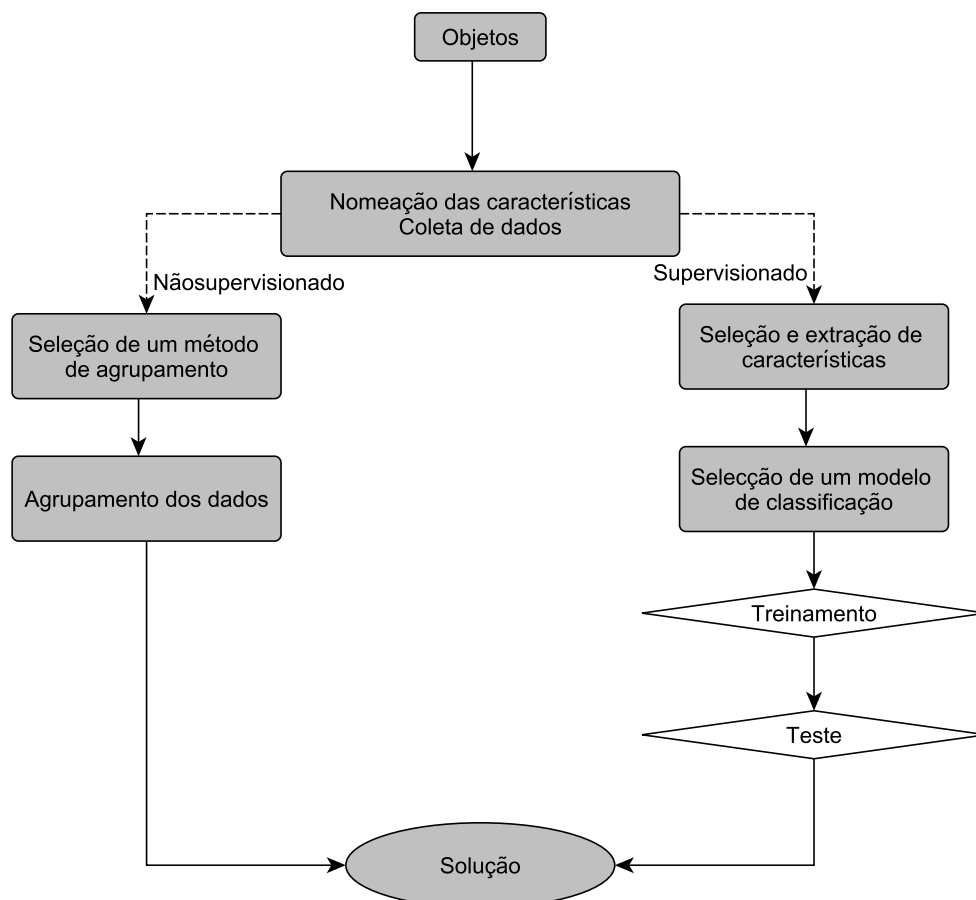 Objetos
Nomeação das características
Coleta de dados
Nãosupervisionado
Supervisionado
Seleção de um método
de agrupamento
Seleção e extração de
características
Agrupamento dos dados
Selecção de um modelo
de classificação
Treinamento
Teste
Solução